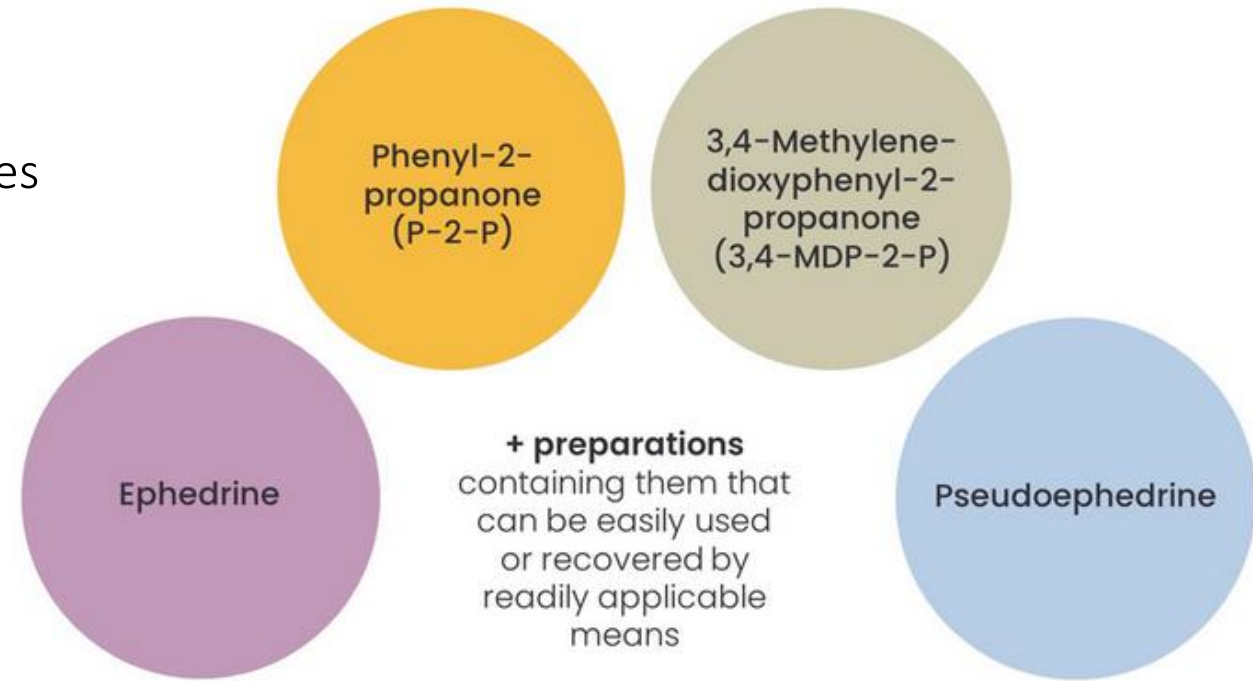 es
Phenyl-2-
propanone
(P-2-P)
3,4-Methylene-
dioxyphenyl-2-
propanone
(3,4-MDP-2-P)
Ephedrine
+ preparations
containing them that
can be easily used
or recovered by
readily applicable
means
Pseudoephedrine